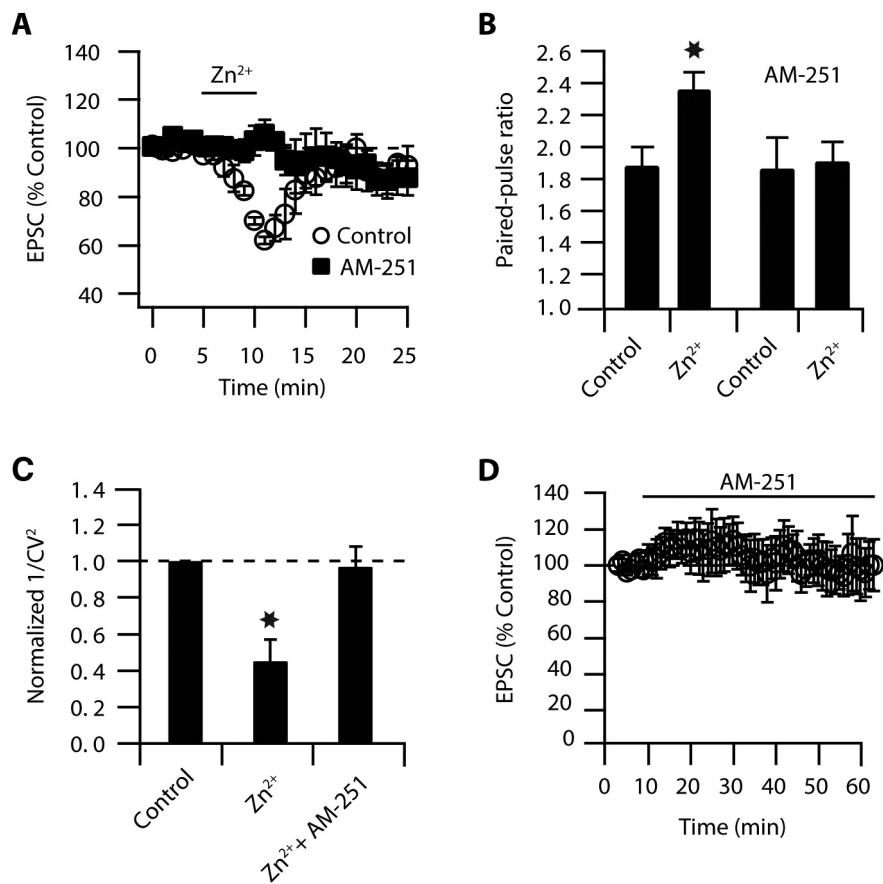 A
140
120
100
80
60
40
EPSC (% Control)
Zn²⁺
Control
AM-251
0 5 10 15 20 25
Time (min)
B
2.6
2.4
2.2
2.0
1.8
1.6
1.4
1.2
1.0
Paired-pulse ratio
AM-251
Control Zn²⁺ Control Zn²⁺
C
1.4
1.2
1.0
0.8
0.6
0.4
0.2
0.0
Normalized 1/CV²
Control Zn²⁺ Zn²⁺+ AM-251
D
140
120
100
80
60
40
20
0
EPSC (% Control)
AM-251
0 10 20 30 40 50 60
Time (min)